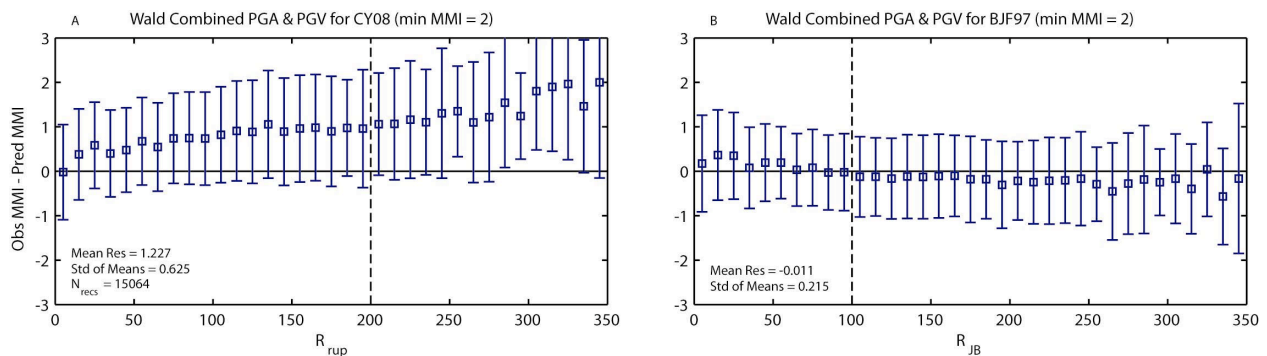 A
Wald Combined PGA & PGV for CY08 (min MMI = 2)
Obs MMI - Pred MMI
3
2
1
0
-1
-2
-3
Mean Res = 1.227
Std of Means = 0.625
N_recs = 15064
0 50 100 150 200 250 300 350
R_rup
B
Wald Combined PGA & PGV for BJF97 (min MMI = 2)
3
2
1
0
-1
-2
-3
Mean Res = -0.011
Std of Means = 0.215
0 50 100 150 200 250 300 350
R_JB